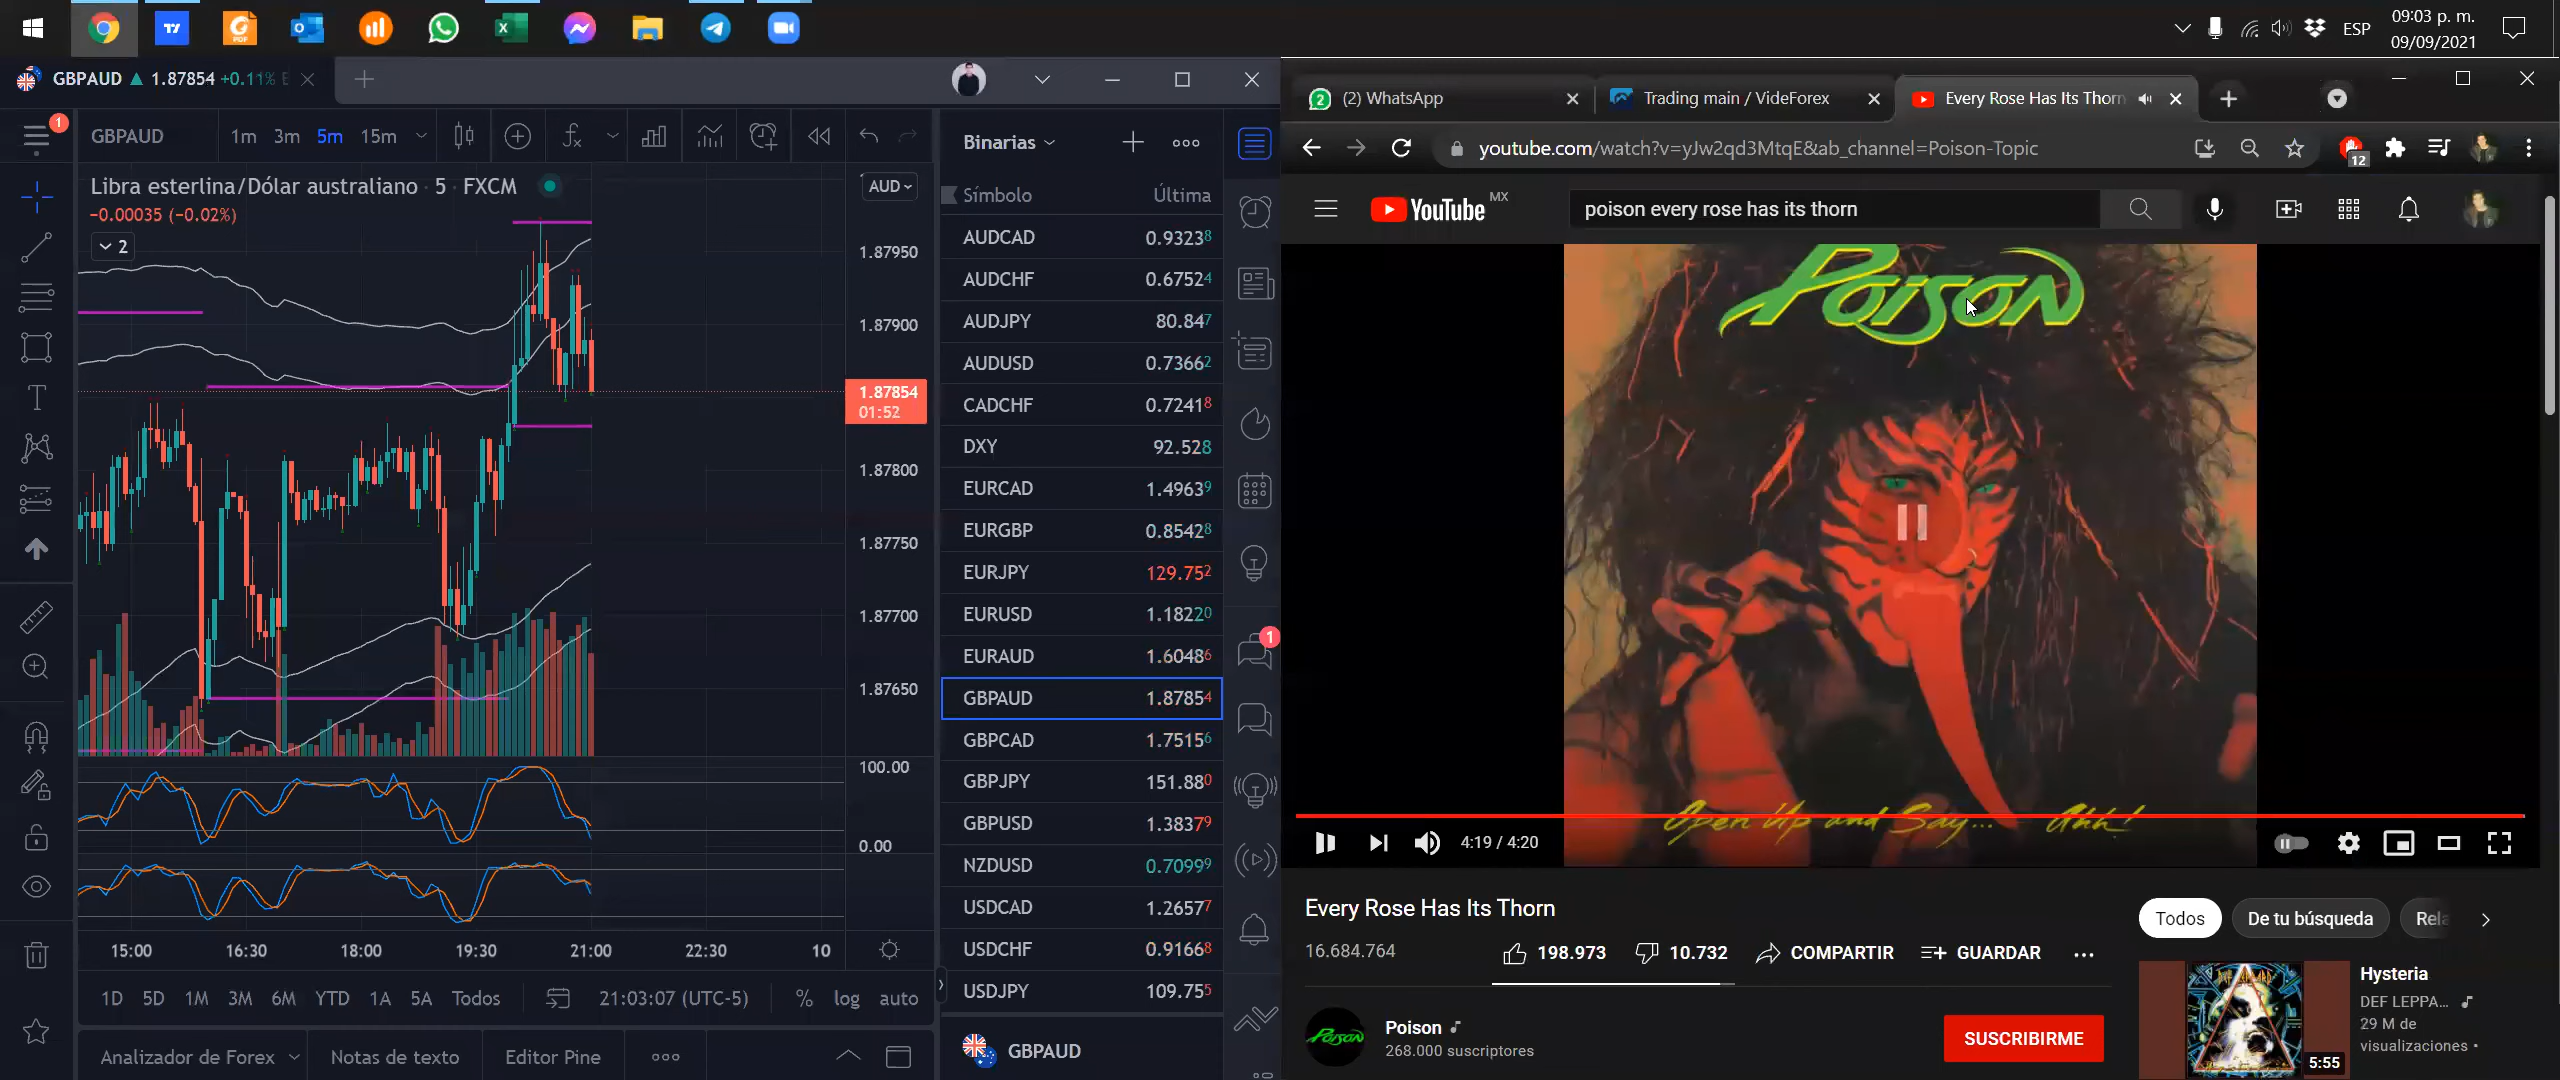 ESP
09:03 p. m.
09/09/2021
GBPAUD ▲ 1.87854 +0.11%
(2) WhatsApp
Trading main / VideForex
Every Rose Has Its Thorn
GBPAUD
1m 3m 5m 15m
Binarias
youtube.com/watch?v=yJw2qd3MtqE&ab_channel=Poison-Topic
12
Libra esterlina/Dólar australiano · 5 · FXCM
AUD
−0.00035 (−0.02%)
2
Símbolo Última
YouTube MX
poison every rose has its thorn
1.87950
1.87900
1.87854
01:52
1.87800
1.87750
1.87700
1.87650
100.00
0.00
AUDCAD 0.93238
AUDCHF 0.67524
AUDJPY 80.847
AUDUSD 0.73662
CADCHF 0.72418
DXY 92.528
EURCAD 1.49639
EURGBP 0.85428
EURJPY 129.752
EURUSD 1.18220
EURAUD 1.60486
GBPAUD 1.87854
GBPCAD 1.75156
GBPJPY 151.880
GBPUSD 1.38379
NZDUSD 0.70999
USDCAD 1.26577
USDCHF 0.91668
USDJPY 109.755
GBPAUD
15:00 16:30 18:00 19:30 21:00 22:30 10
1D 5D 1M 3M 6M YTD 1A 5A Todos
21:03:07 (UTC-5)
% log auto
Analizador de Forex Notas de texto Editor Pine
POISON
Open Up and Say... Ahh!
4:19 / 4:20
Every Rose Has Its Thorn
16.684.764
198.973 10.732 COMPARTIR GUARDAR
Poison
268.000 suscriptores
SUSCRIBIRME
Todos De tu búsqueda Rela
Hysteria
DEF LEPPA...
29 M de
visualizaciones •
5:55